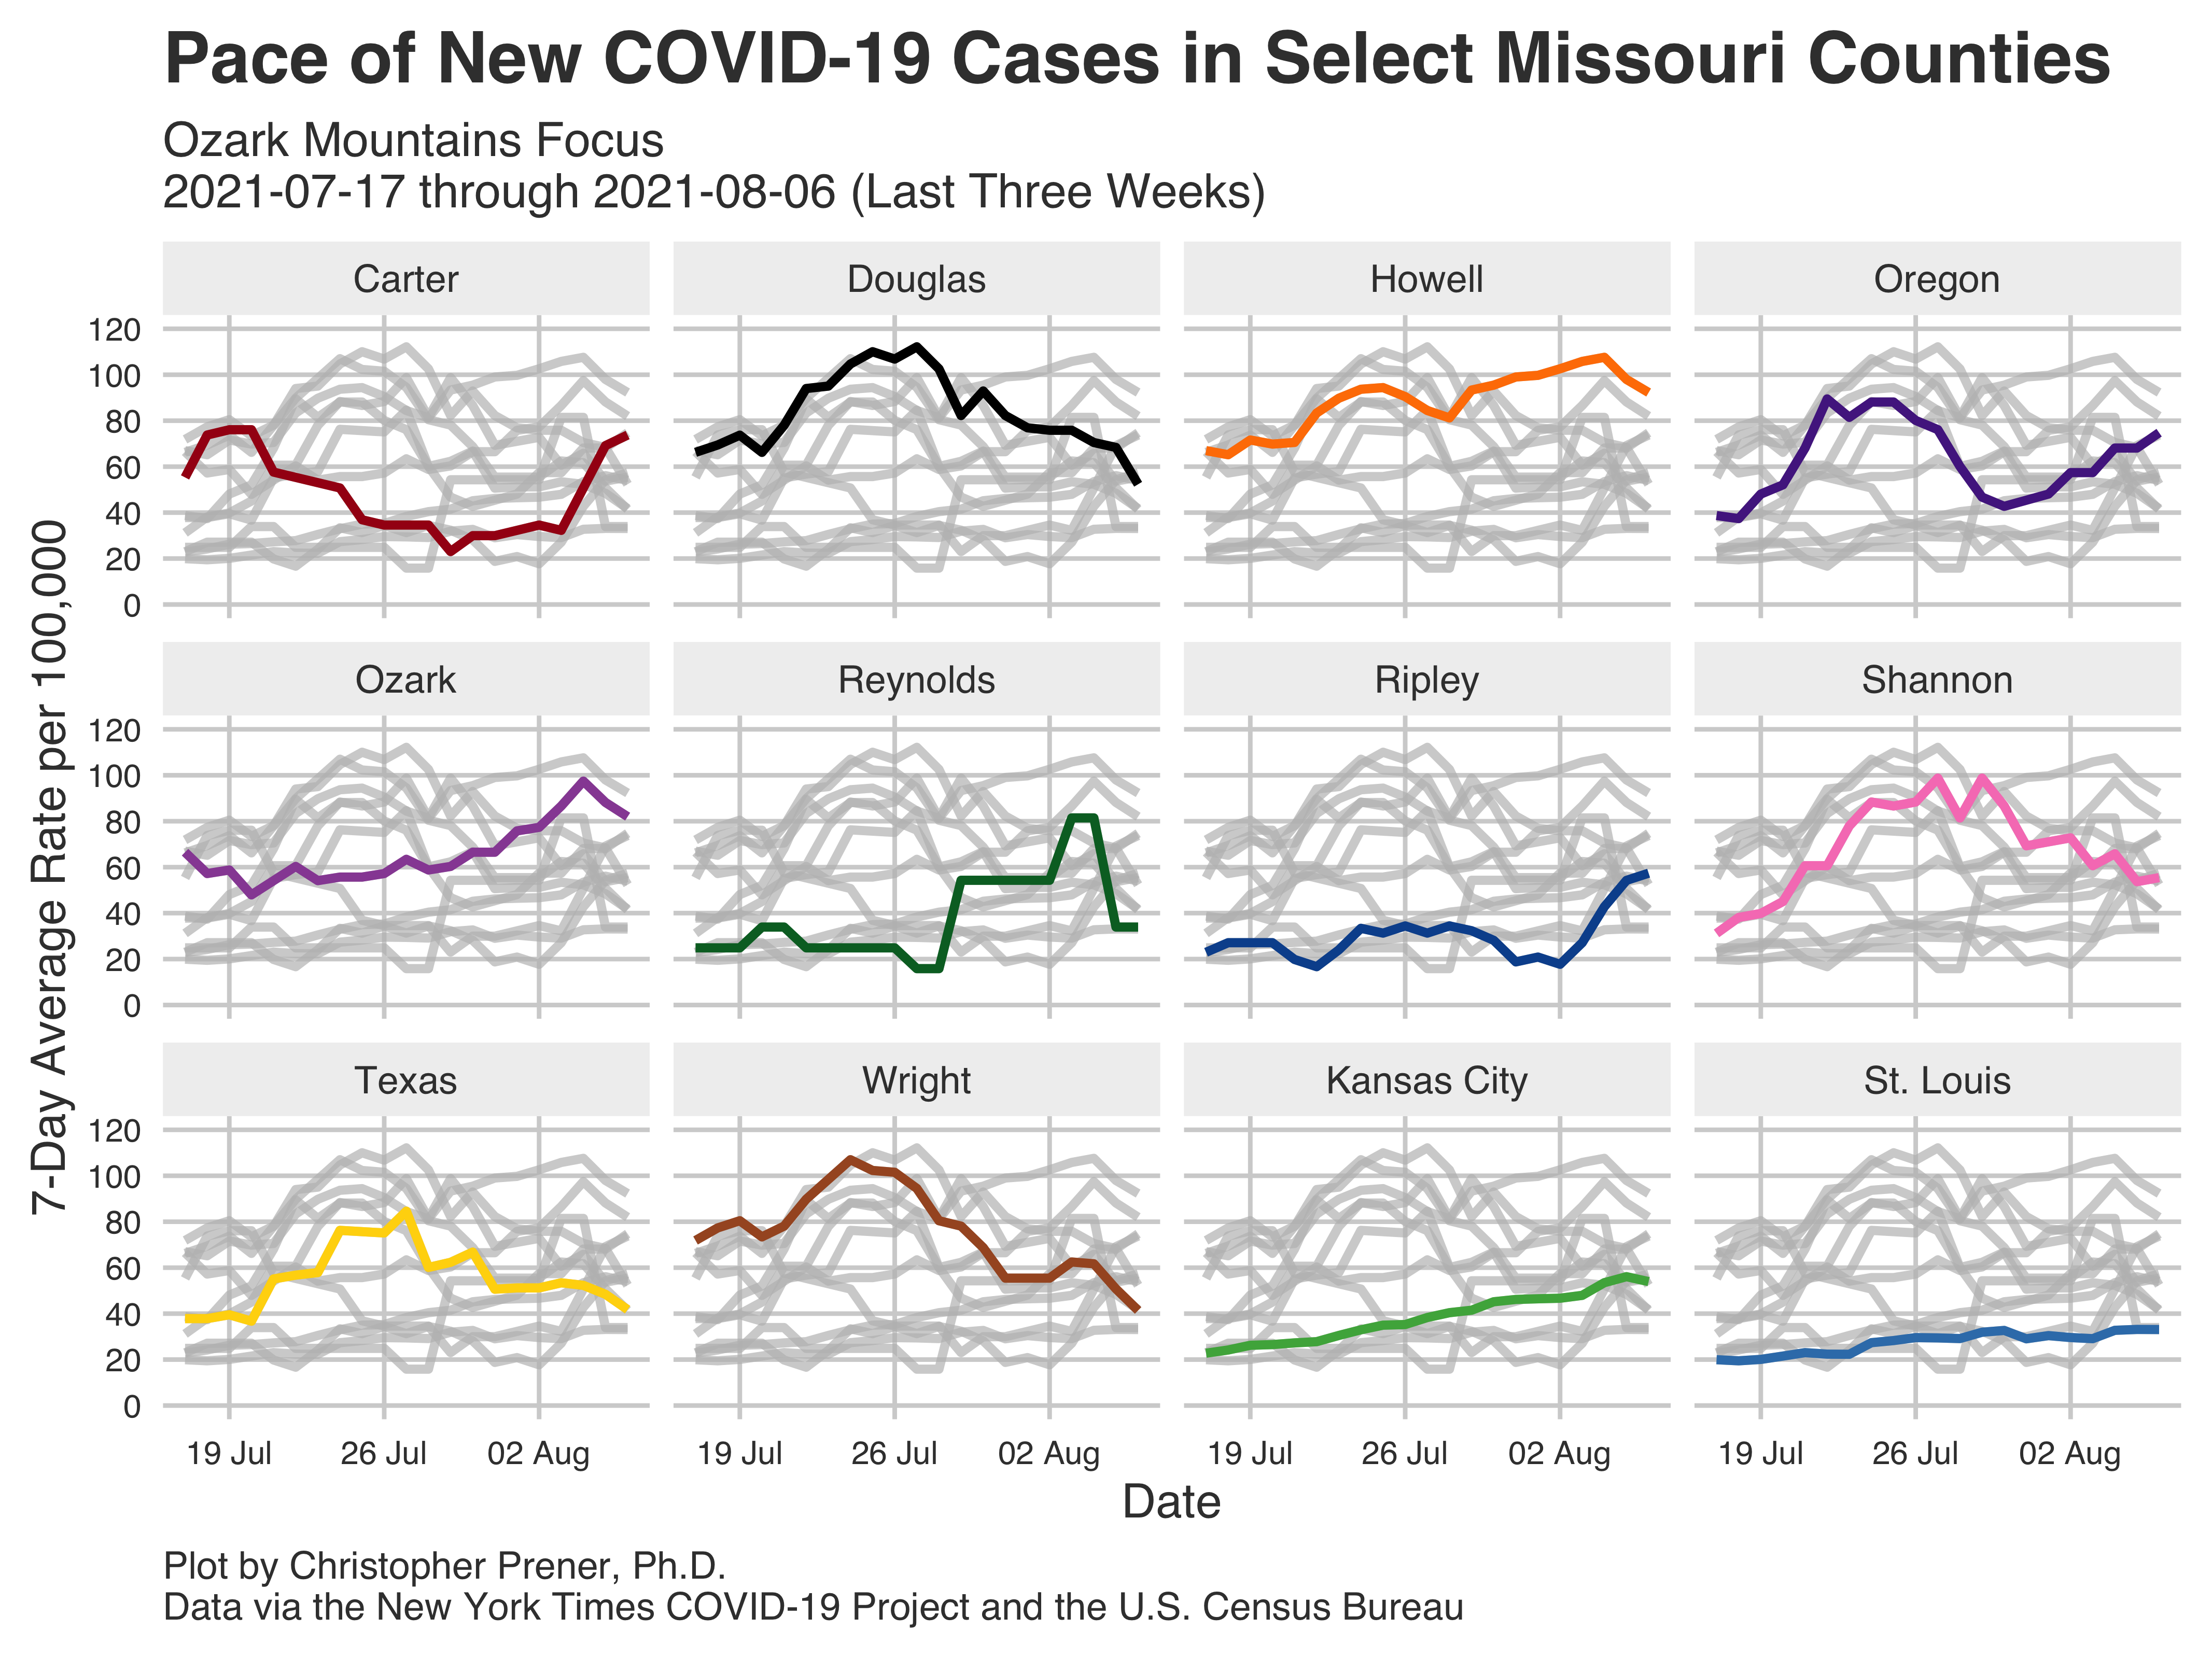 Pace of New COVID-19 Cases in Select Missouri Counties
Ozark Mountains Focus
2021-07-17 through 2021-08-06 (Last Three Weeks)
7-Day Average Rate per 100,000
Carter
Douglas
Howell
Oregon
120
100
80
60
40
20
0
Ozark
Reynolds
Ripley
Shannon
120
100
80
60
40
20
0
Texas
Wright
Kansas City
St. Louis
120
100
80
60
40
20
0
19 Jul
26 Jul
02 Aug
19 Jul
26 Jul
02 Aug
19 Jul
26 Jul
02 Aug
19 Jul
26 Jul
02 Aug
Date
Plot by Christopher Prener, Ph.D.
Data via the New York Times COVID-19 Project and the U.S. Census Bureau